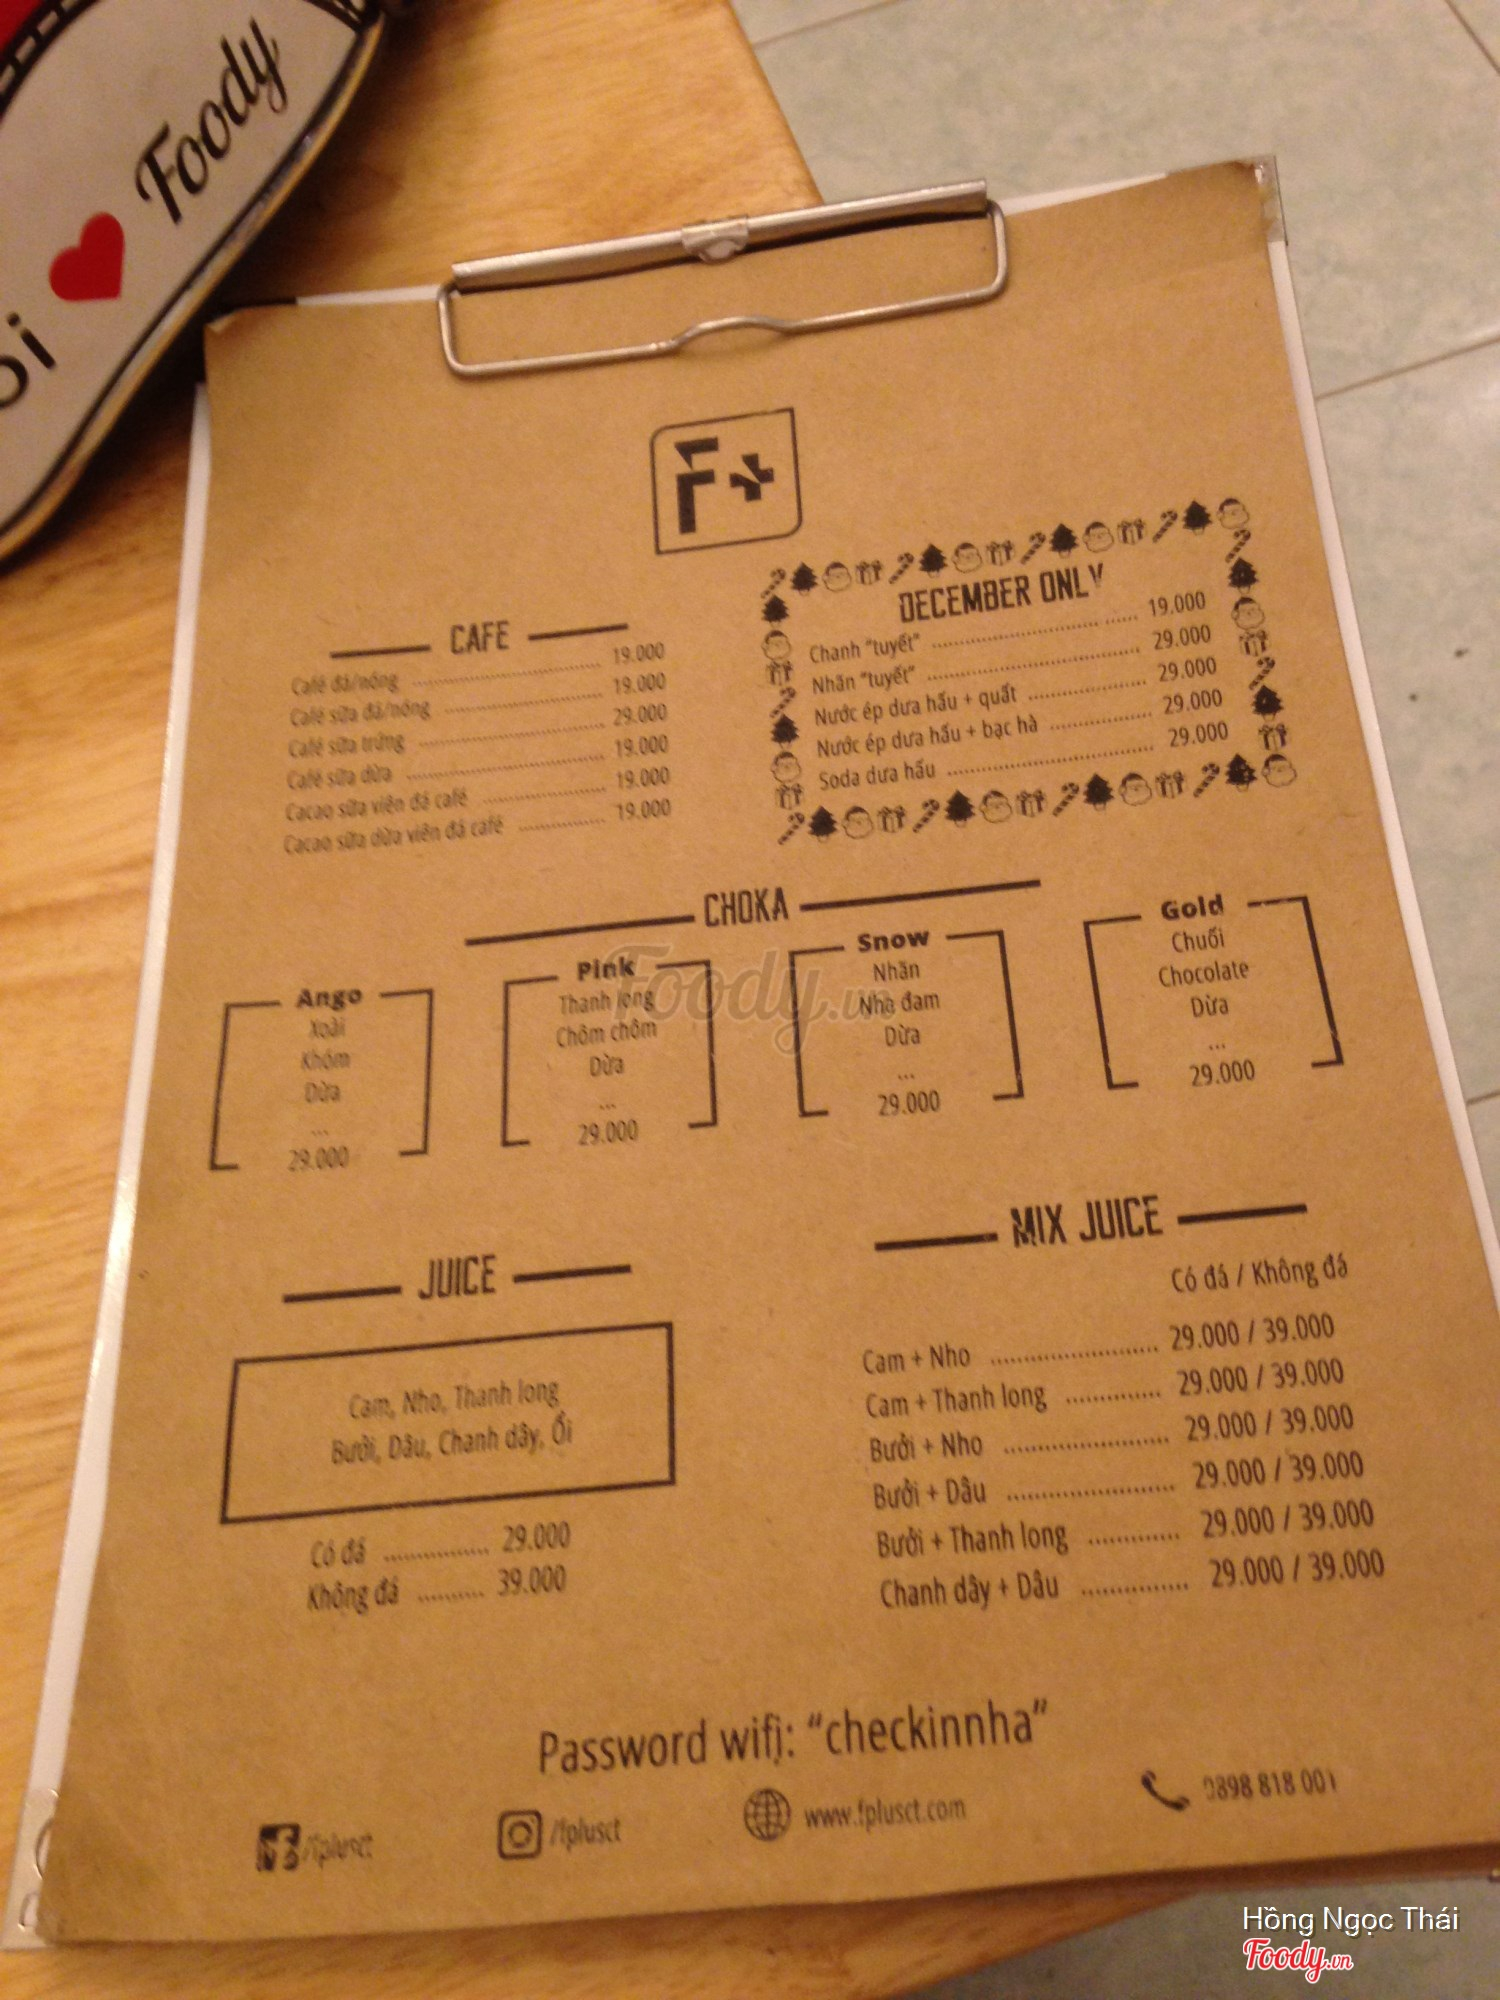 Foody
F+
CAFE
Café đá/nóng ........ 19.000
Café sữa đá/nóng ........ 19.000
Café sữa trứng ........ 29.000
Café sữa dừa ........ 19.000
Cacao sữa viên đá café ........ 19.000
Cacao sữa dừa viên đá café ........ 19.000
DECEMBER ONLY
Chanh "tuyết" ........ 19.000
Nhãn "tuyết" ........ 29.000
Nước ép dưa hấu + quất ........ 29.000
Nước ép dưa hấu + bạc hà ........ 29.000
Soda dưa hấu ........ 29.000
CHOKA
Ango
Xoài
Khóm
Dừa
...
29.000
Pink
Thanh long
Chôm chôm
Dừa
...
29.000
Snow
Nhãn
Nha đam
Dừa
...
29.000
Gold
Chuối
Chocolate
Dừa
...
29.000
Foody.vn
JUICE
Cam, Nho, Thanh long
Bưởi, Dâu, Chanh dây, Ổi
Có đá ........ 29.000
Không đá ........ 39.000
MIX JUICE
Có đá / Không đá
Cam + Nho ........ 29.000 / 39.000
Cam + Thanh long ........ 29.000 / 39.000
Bưởi + Nho ........ 29.000 / 39.000
Bưởi + Dâu ........ 29.000 / 39.000
Bưởi + Thanh long ........ 29.000 / 39.000
Chanh dây + Dâu ........ 29.000 / 39.000
Password wifi: "checkinnha"
/fplusct
/fplusct
www.fplusct.com
0898 818 001
Hồng Ngọc Thái
Foody.vn